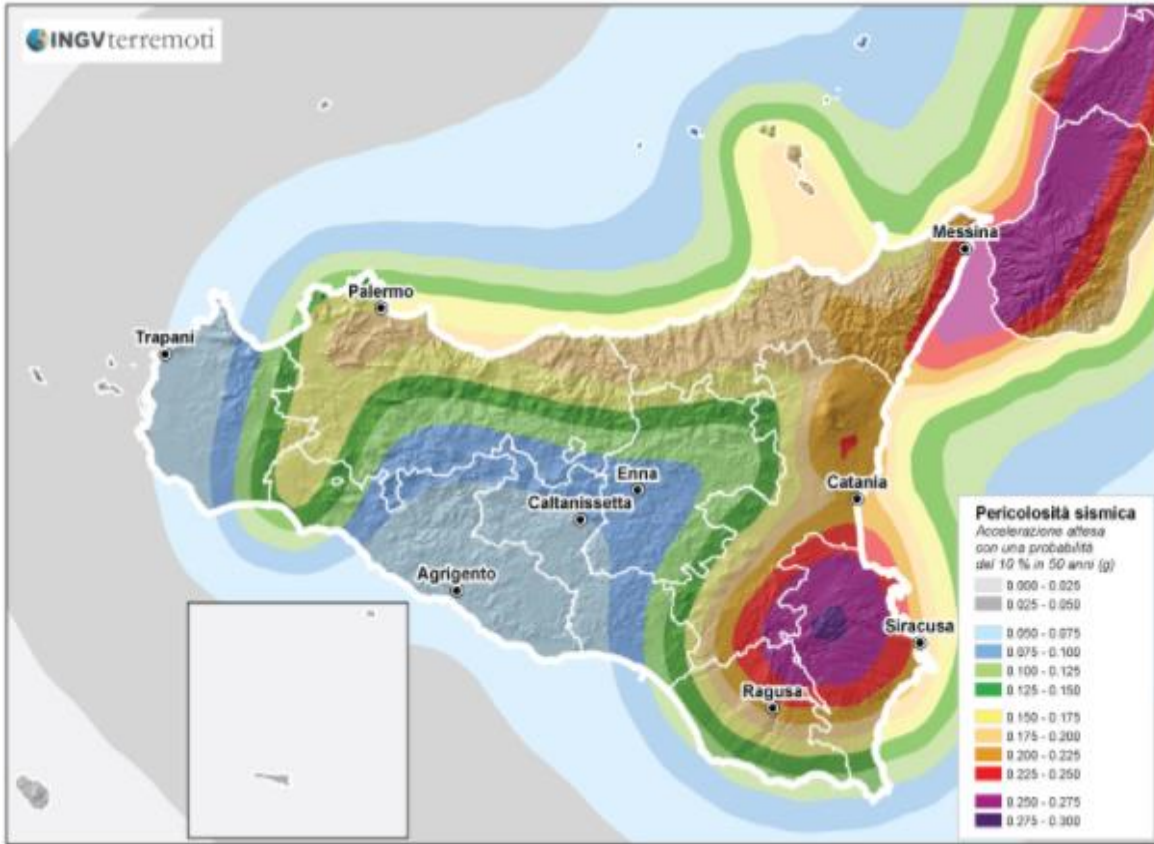 INGVterremoti
Messina
Palermo
Trapani
Enna
Catania
Caltanissetta
Agrigento
Siracusa
Ragusa
Pericolosità sismica
Accelerazione attesa
con una probabilità
del 10 % in 50 anni (g)
0.000 - 0.025
0.025 - 0.050
0.050 - 0.075
0.075 - 0.100
0.100 - 0.125
0.125 - 0.150
0.150 - 0.175
0.175 - 0.200
0.200 - 0.225
0.225 - 0.250
0.250 - 0.275
0.275 - 0.300